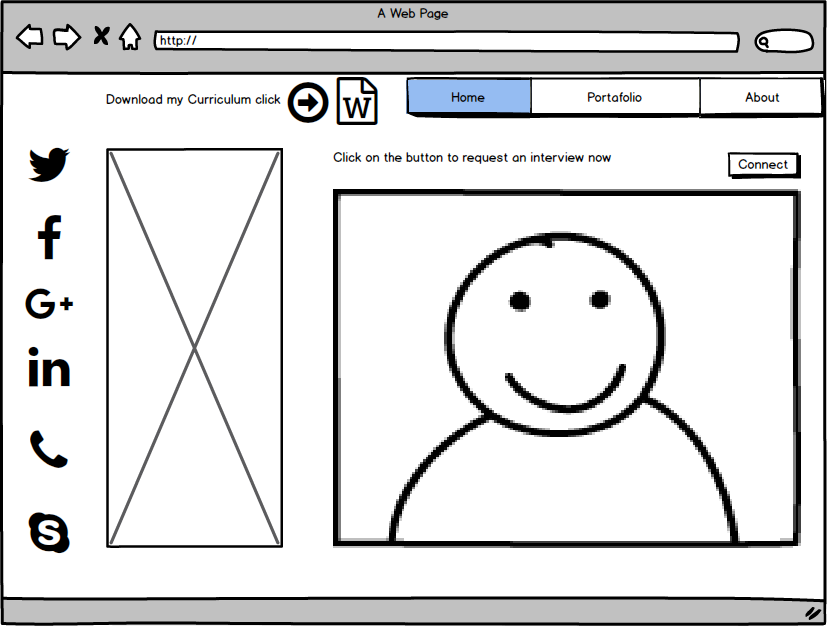 A Web Page
http://
Download my Curriculum click
W
Home
Portafolio
About
Click on the button to request an interview now
Connect
f
G+
in
S